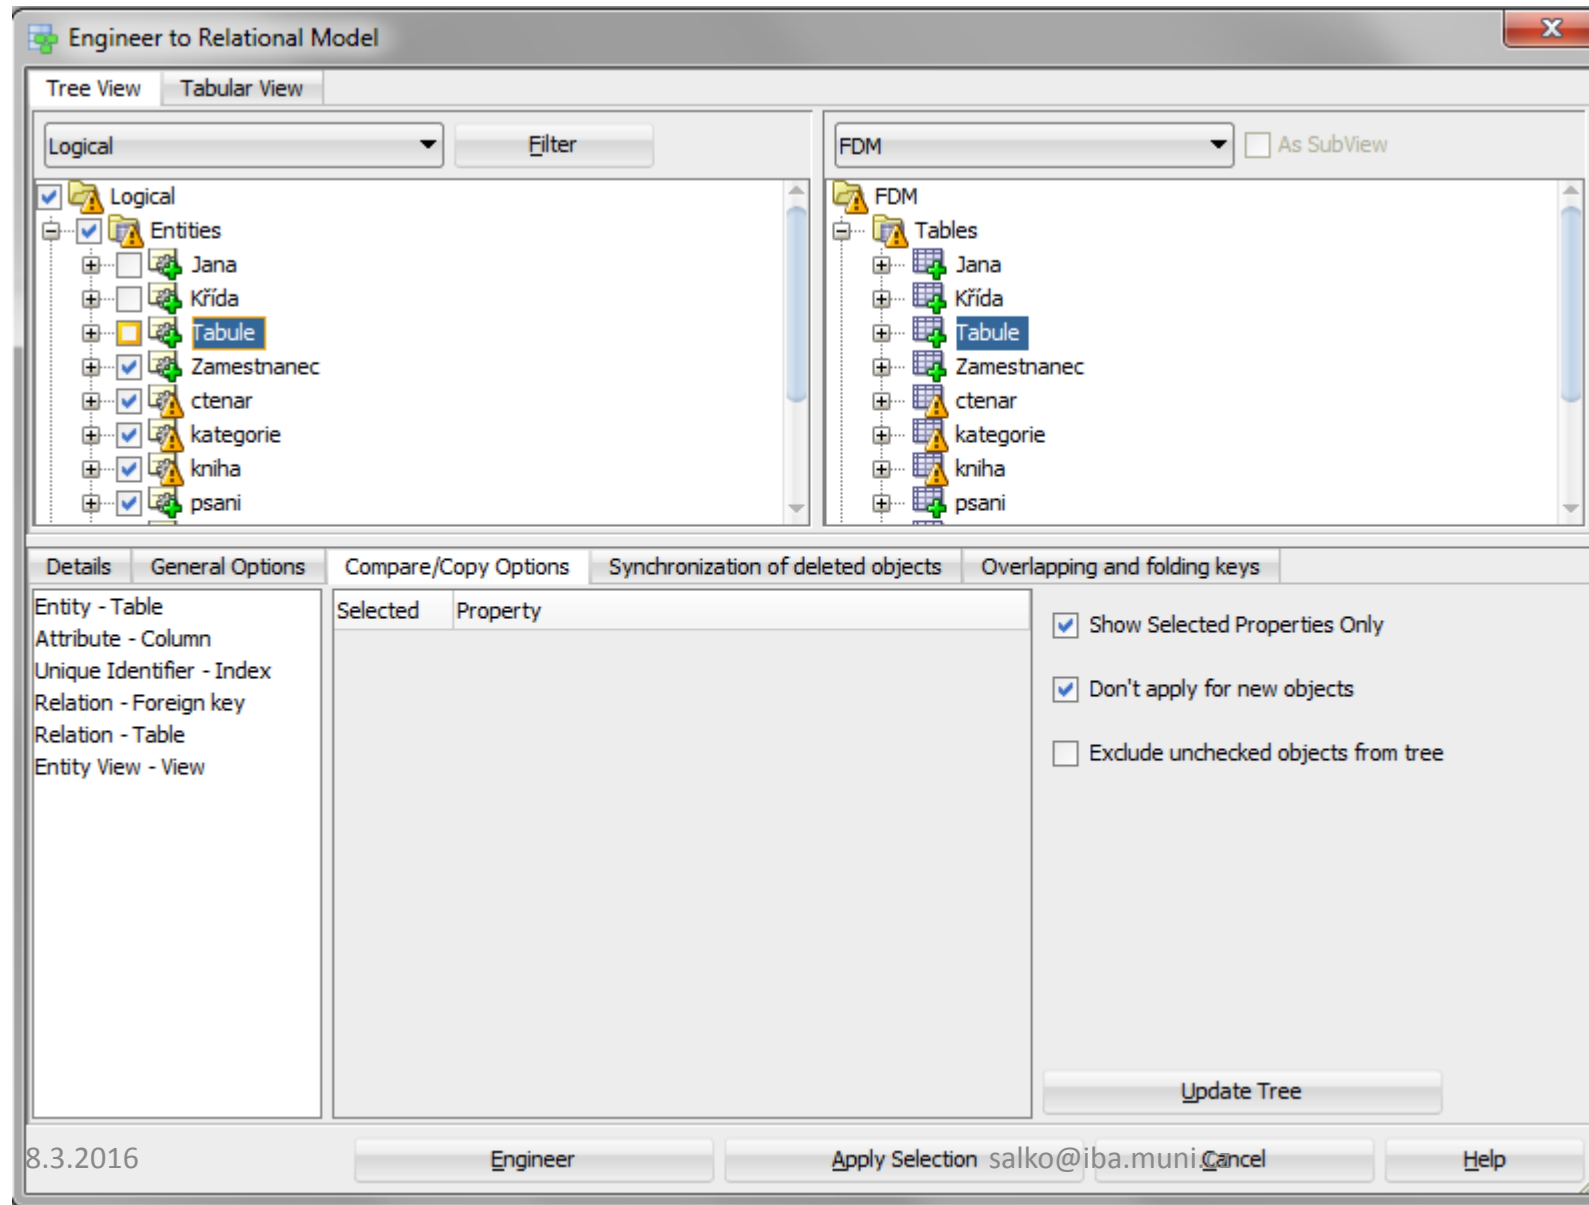 Engineer to Relational Model
x
Tree View Tabular View
Logical Filter FDM As SubView
Logical
Entities
Jana
Křída
Tabule
Zamestnanec
ctenar
kategorie
kniha
psani
FDM
Tables
Jana
Křída
Tabule
Zamestnanec
ctenar
kategorie
kniha
psani
Details General Options Compare/Copy Options Synchronization of deleted objects Overlapping and folding keys
Entity - Table
Attribute - Column
Unique Identifier - Index
Relation - Foreign key
Relation - Table
Entity View - View
Selected Property
Show Selected Properties Only
Don't apply for new objects
Exclude unchecked objects from tree
Update Tree
8.3.2016 Engineer Apply Selection salko@iba.muni.cz Cancel Help